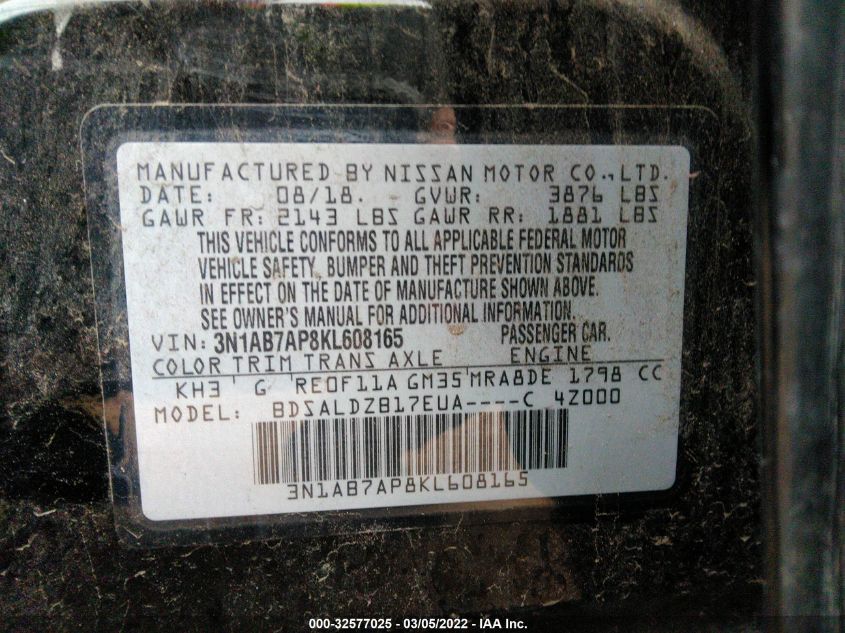 MANUFACTURED BY NISSAN MOTOR CO., LTD.
DATE: 08/18. GVWR: 3876 LBS
GAWR FR: 2143 LBS GAWR RR: 1881 LBS
THIS VEHICLE CONFORMS TO ALL APPLICABLE FEDERAL MOTOR
VEHICLE SAFETY, BUMPER AND THEFT PREVENTION STANDARDS
IN EFFECT ON THE DATE OF MANUFACTURE SHOWN ABOVE.
SEE OWNER'S MANUAL FOR ADDITIONAL INFORMATION.
VIN: 3N1AB7AP8KL608165 PASSENGER CAR.
COLOR TRIM TRANS AXLE ENGINE
KH3 G RE0F11A GM35 MRA8DE 1798 CC
MODEL: BDSALDZB17EUA----C 4Z000
3N1AB7AP8KL608165
000-32577025 - 03/05/2022 - IAA Inc.